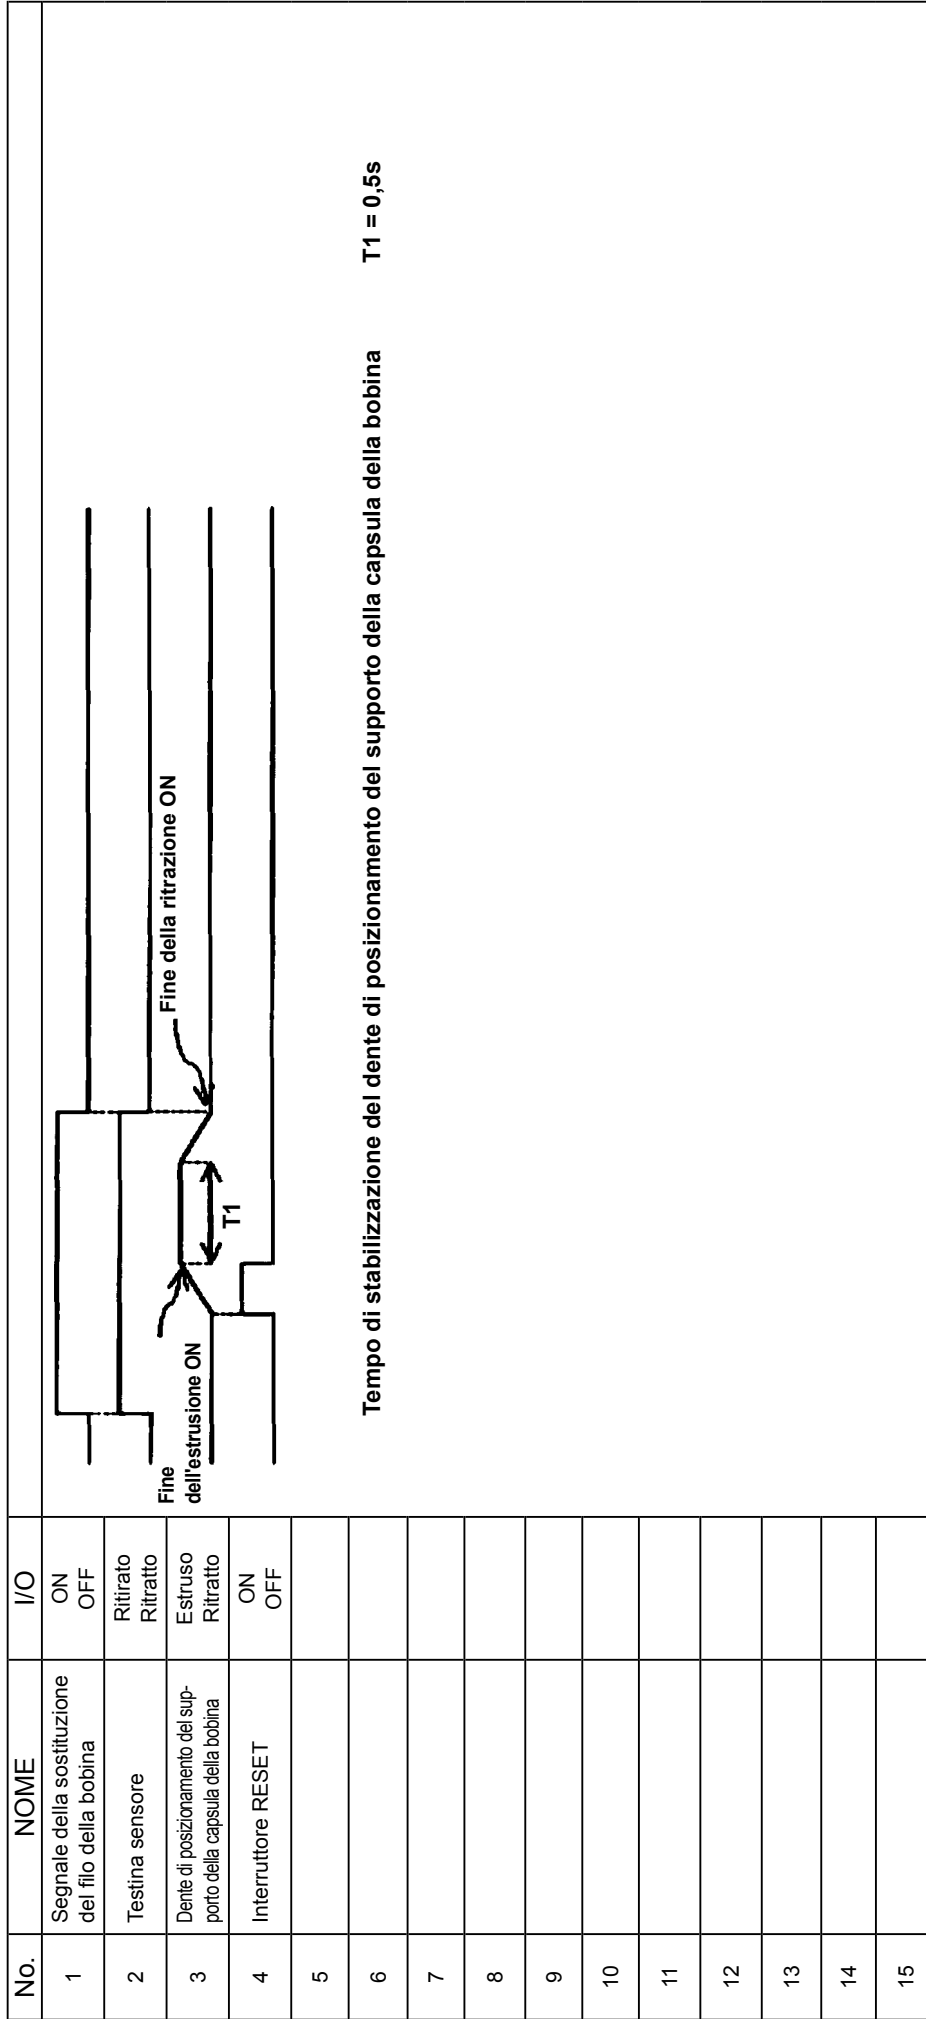 No.
NOME
I/O
1
Segnale della sostituzione
del filo della bobina
ON
OFF
2
Testina sensore
Ritirato
Ritratto
3
Dente di posizionamento del sup-
porto della capsula della bobina
Estruso
Ritratto
4
Interruttore RESET
ON
OFF
5
6
7
8
9
10
11
12
13
14
15
Fine
dell'estrusione ON
T1
Fine della ritrazione ON
Tempo di stabilizzazione del dente di posizionamento del supporto della capsula della bobina T1 = 0,5s